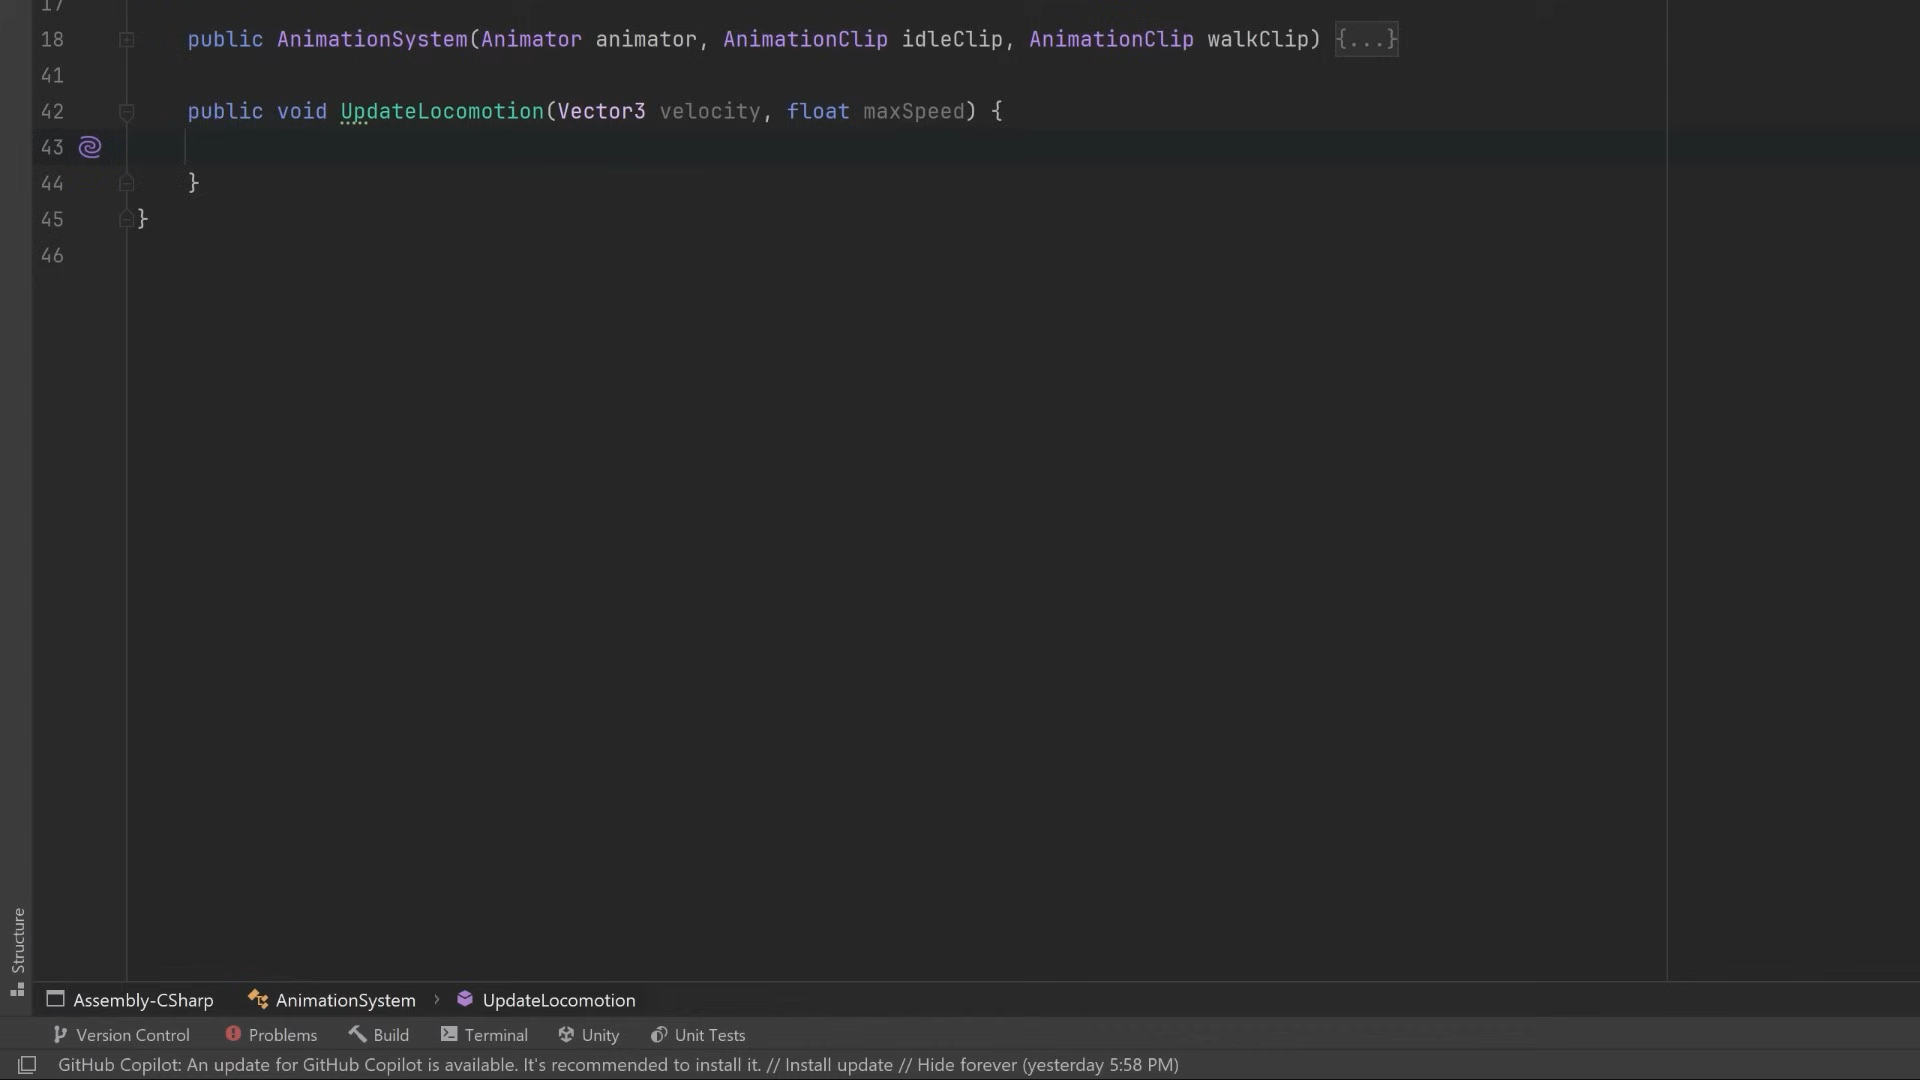 17
18 public AnimationSystem(Animator animator, AnimationClip idleClip, AnimationClip walkClip) {...}
41
42 public void UpdateLocomotion(Vector3 velocity, float maxSpeed) {
43
44 }
45 }
46
Structure
Assembly-CSharp AnimationSystem › UpdateLocomotion
Version Control Problems Build Terminal Unity Unit Tests
GitHub Copilot: An update for GitHub Copilot is available. It's recommended to install it. // Install update // Hide forever (yesterday 5:58 PM)